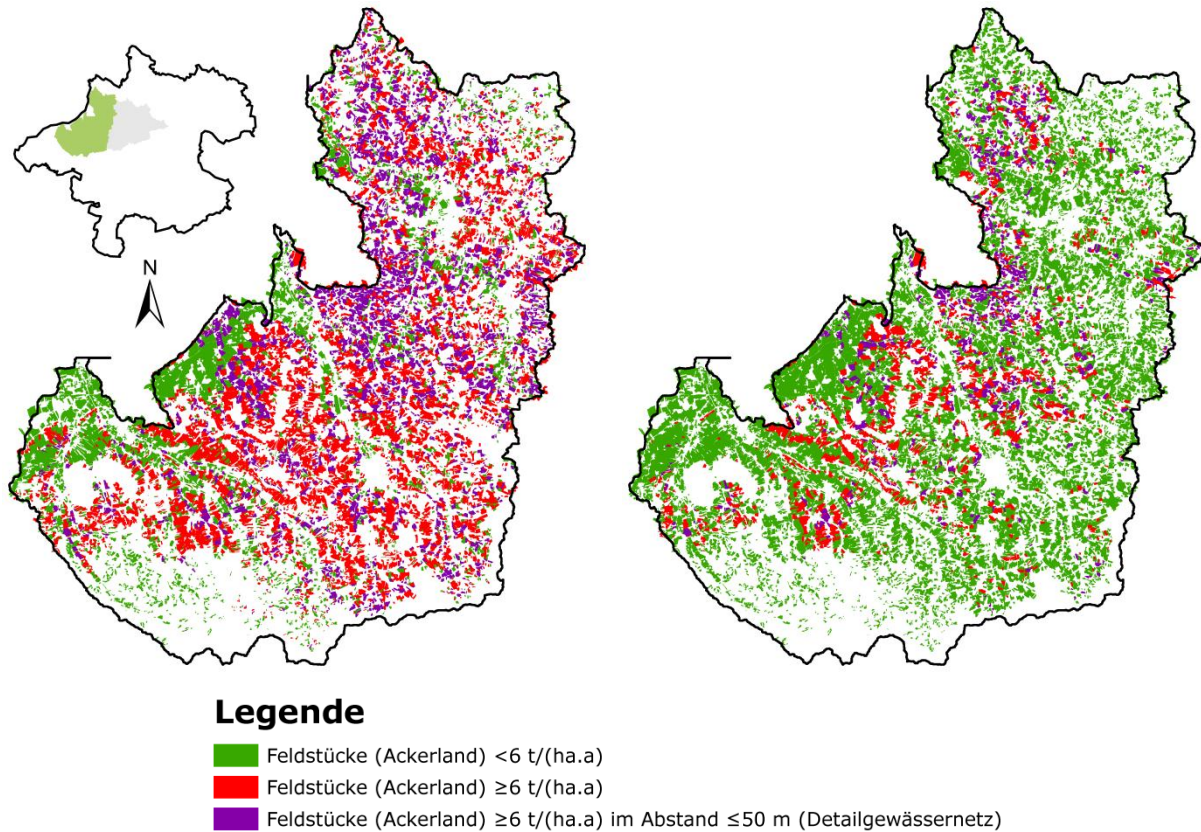 N
Legende
Feldstücke (Ackerland) <6 t/(ha.a)
Feldstücke (Ackerland) ≥6 t/(ha.a)
Feldstücke (Ackerland) ≥6 t/(ha.a) im Abstand ≤50 m (Detailgewässernetz)